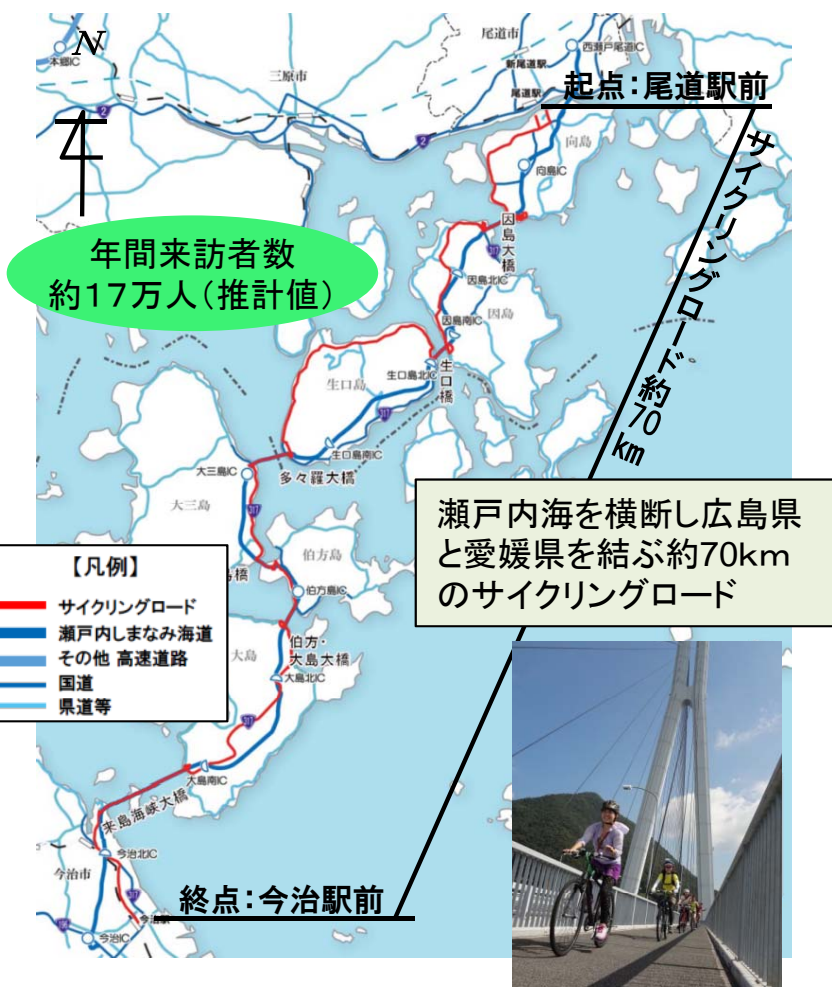 N
本郷IC
三原市
尾道市
西瀬戸尾道IC
新尾道駅
尾道駅
起点：尾道駅前
2
2
向島
向島IC
サイクリングロード約70km
年間来訪者数
約17万人（推計値）
因島大橋
317
因島北IC
因島南IC
因島
生口島
生口島北IC
生口橋
317
生口島南IC
大三島IC
多々羅大橋
大三島
317
瀬戸内海を横断し広島県
と愛媛県を結ぶ約70km
のサイクリングロード
伯方島
橋
伯方島IC
【凡例】
サイクリングロード
瀬戸内しまなみ海道
その他 高速道路
国道
県道等
大島
伯方・
大島大橋
大島北IC
317
大島南IC
来島海峡大橋
今治北IC
今治市
317
今治駅
終点：今治駅前
196
今治IC